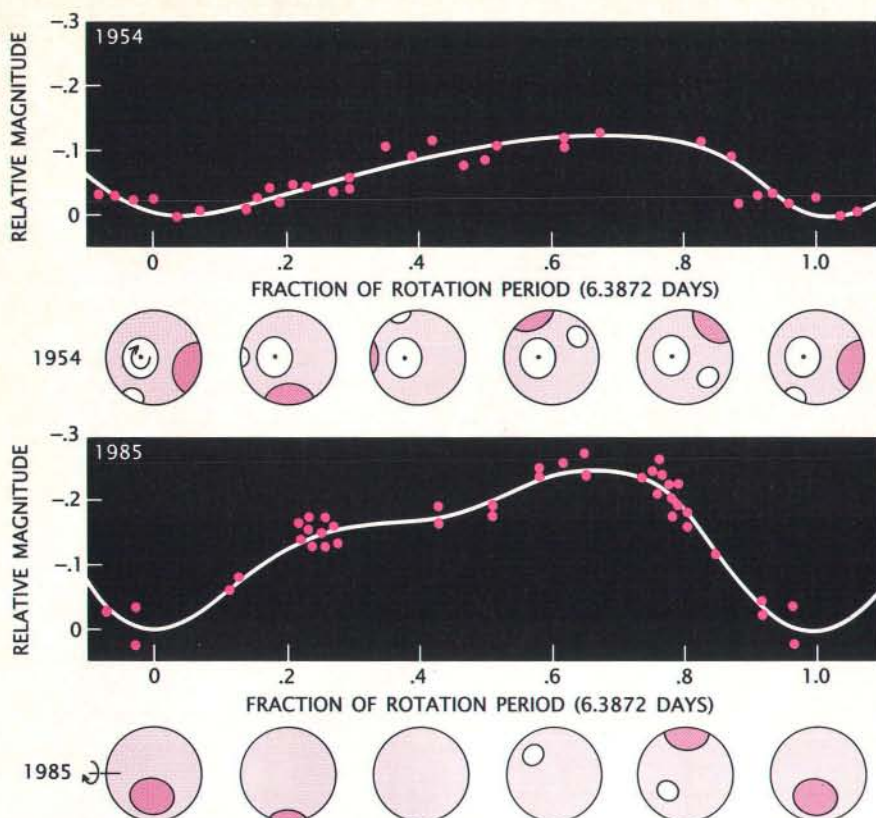 1954
RELATIVE MAGNITUDE
-.3
-.2
-.1
0
0 .2 .4 .6 .8 1.0
FRACTION OF ROTATION PERIOD (6.3872 DAYS)
1954
1985
RELATIVE MAGNITUDE
-.3
-.2
-.1
0
0 .2 .4 .6 .8 1.0
FRACTION OF ROTATION PERIOD (6.3872 DAYS)
1985